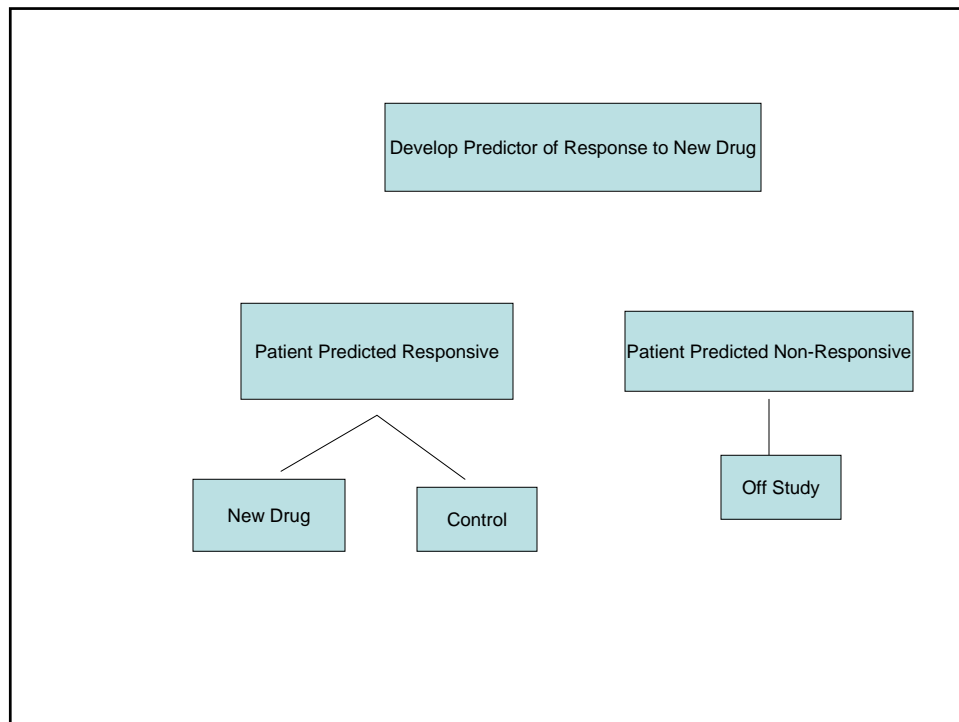 Develop Predictor of Response to New Drug
Patient Predicted Responsive
Patient Predicted Non-Responsive
New Drug
Control
Off Study